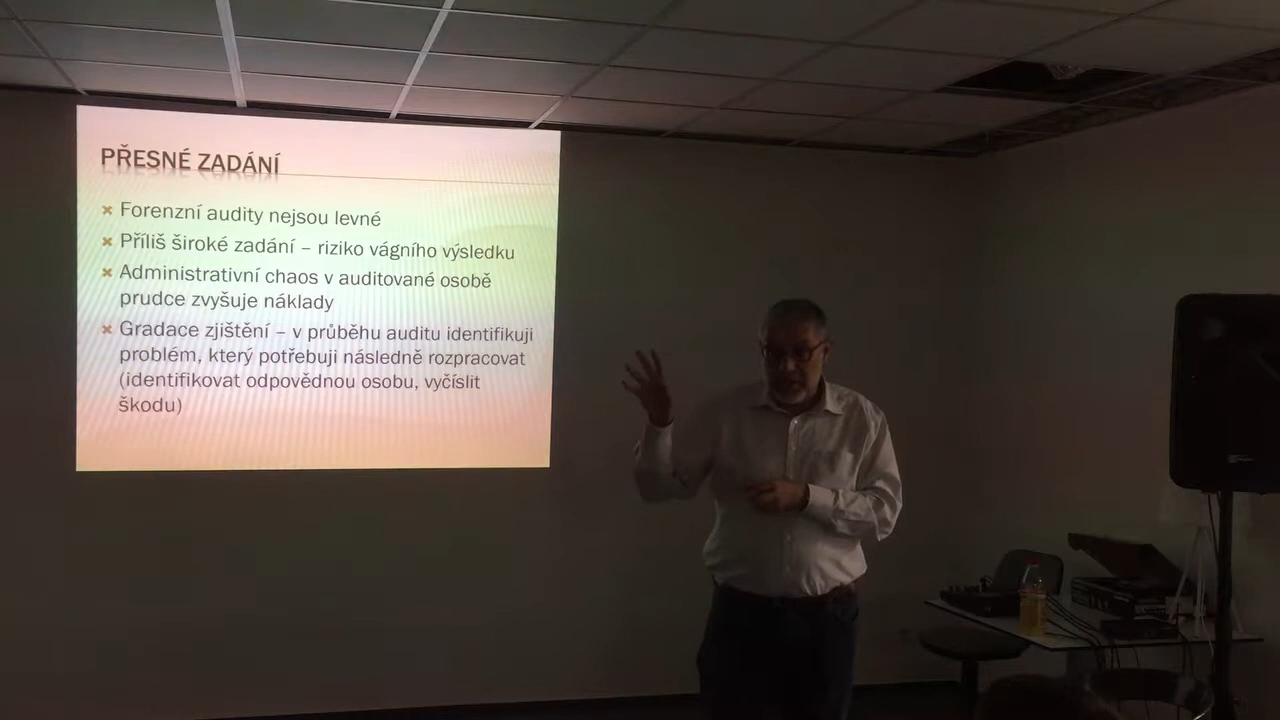 PŘESNÉ ZADÁNÍ
Forenzní audity nejsou levné
Příliš široké zadání – riziko vágního výsledku
Administrativní chaos v auditované osobě
prudce zvyšuje náklady
Gradace zjištění – v průběhu auditu identifikuji
problém, který potřebuji následně rozpracovat
(identifikovat odpovědnou osobu, vyčíslit
škodu)